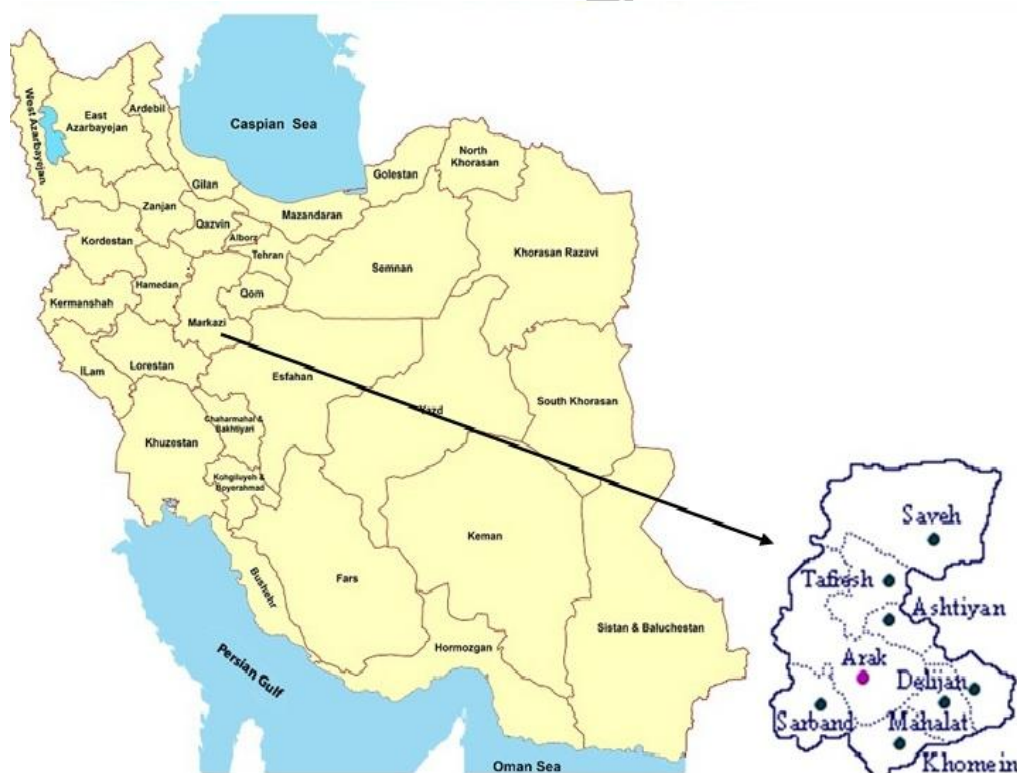 West Azarbayejan
East
Azarbayejan
Ardebil
Caspian Sea
Gilan
Golestan
North
Khorasan
Zanjan
Qazvin
Mazandaran
Kordestan
Alborz
Tehran
Semnan
Khorasan Razavi
Hamedan
Qom
Kermanshah
Markazi
Lorestan
ILam
Esfahan
Yazd
South Khorasan
Chaharmahal &
Bakhtiyari
Khuzestan
Kohgiluyeh &
Boyerahmad
Keman
Fars
Bushehr
Sistan & Baluchestan
Hormozgan
Persian Gulf
Oman Sea
Saveh
Tafresh
Ashtiyan
Arak
Delijan
Sarband
Mahalat
Khomein